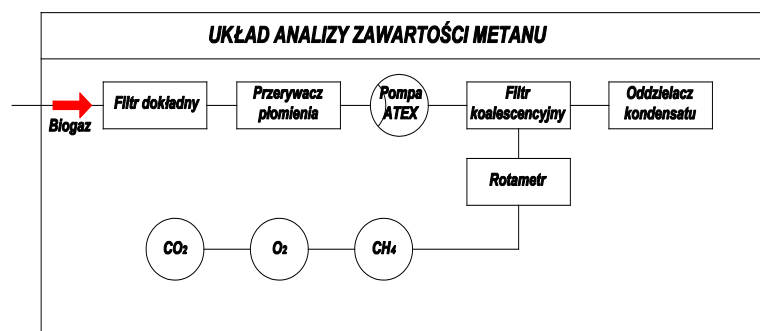 UKŁAD ANALIZY ZAWARTOŚCI METANU
Biogaz
Filtr dokładny
Przerywacz
płomienia
Pompa
ATEX
Filtr
koalescencyjny
Oddzielacz
kondensatu
Rotametr
CO₂
O₂
CH₄